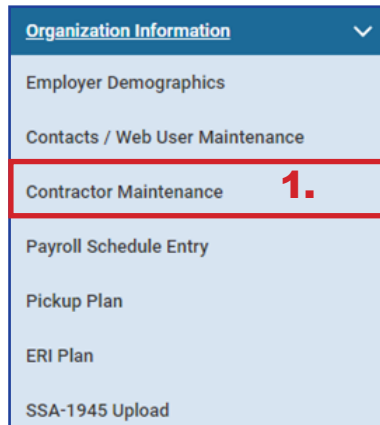 Organization Information
Employer Demographics
Contacts / Web User Maintenance
Contractor Maintenance 1.
Payroll Schedule Entry
Pickup Plan
ERI Plan
SSA-1945 Upload